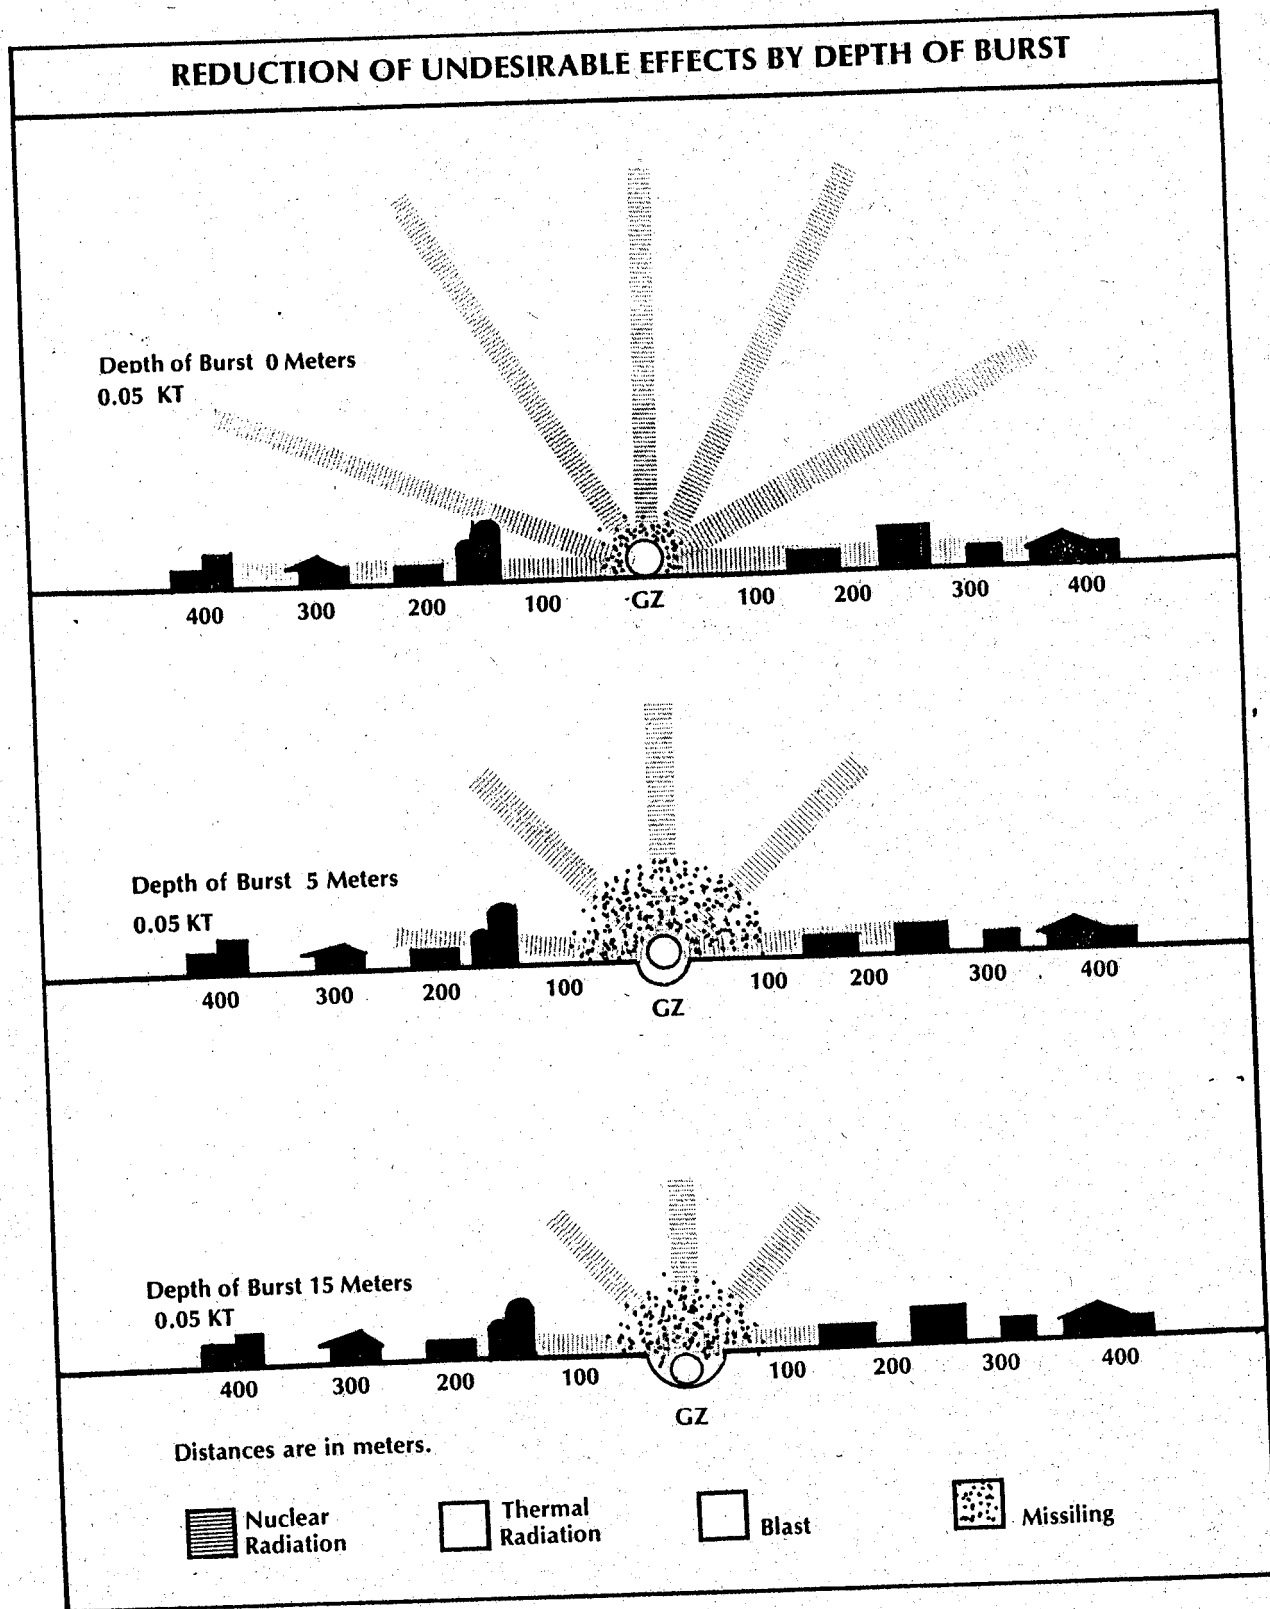 REDUCTION OF UNDESIRABLE EFFECTS BY DEPTH OF BURST
Depth of Burst 0 Meters
0.05 KT
400 300 200 100 GZ 100 200 300 400
Depth of Burst 5 Meters
0.05 KT
400 300 200 100 GZ 100 200 300 400
Depth of Burst 15 Meters
0.05 KT
400 300 200 100 GZ 100 200 300 400
Distances are in meters.
Nuclear
Radiation
Thermal
Radiation
Blast
Missiling